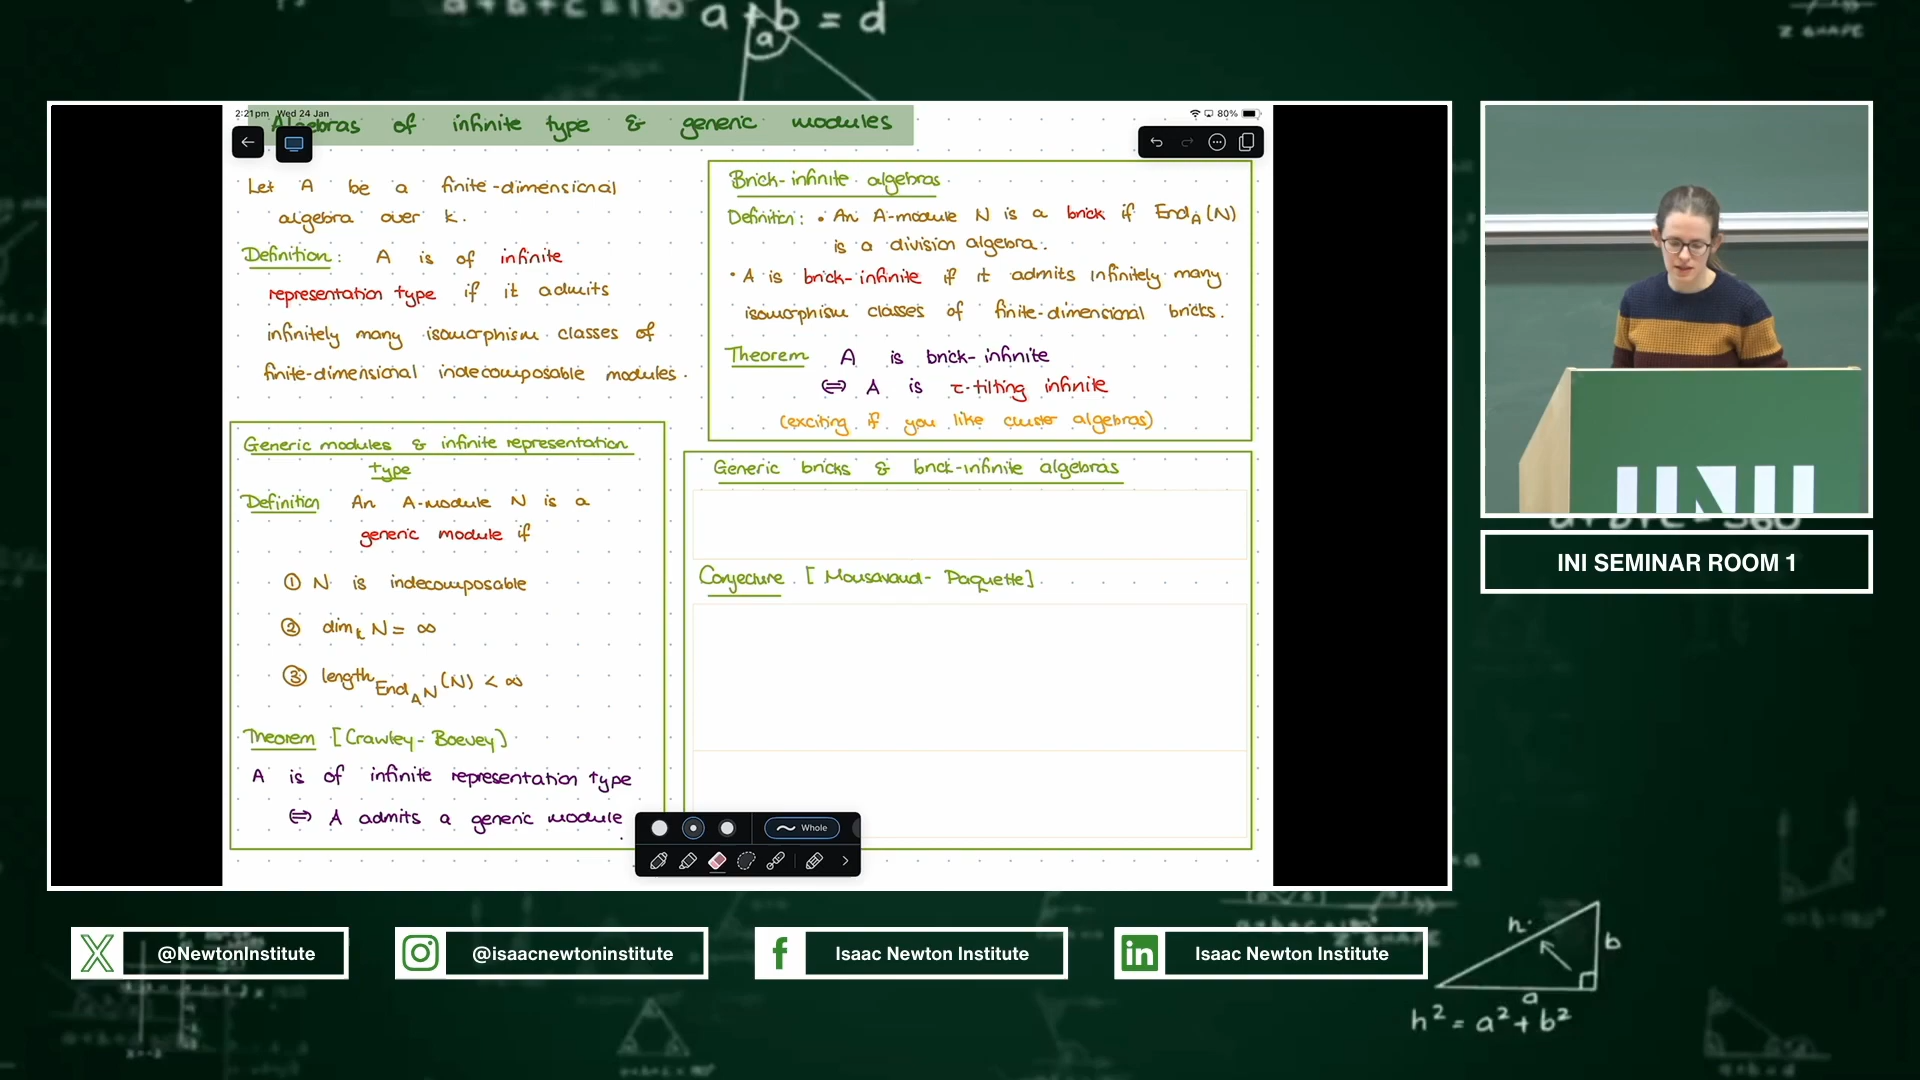 a+b+c=180°
a+b = d
a
Z SHAPE
2:21pm Wed 24 Jan
80%
Algebras of infinite type & generic modules
Let A be a finite-dimensional
algebra over k.
Definition: A is of infinite
representation type if it admits
infinitely many isomorphism classes of
finite-dimensional indecomposable modules.
Generic modules & infinite representation
type
Definition An A-module N is a
generic module if
① N is indecomposable
② dim_k N = ∞
③ length_{End_A N}(N) < ∞
Theorem [Crawley-Boevey]
A is of infinite representation type
⇔ A admits a generic module
Brick-infinite algebras
Definition: • An A-module N is a brick if End_A(N)
is a division algebra.
• A is brick-infinite if it admits infinitely many
isomorphism classes of finite-dimensional bricks.
Theorem A is brick-infinite
⇔ A is τ-tilting infinite
(exciting if you like cluster algebras)
Generic bricks & brick-infinite algebras
Conjecture [Mousavand-Paquette]
Whole
INI SEMINAR ROOM 1
@NewtonInstitute
@isaacnewtoninstitute
Isaac Newton Institute
Isaac Newton Institute
h
b
a
h² = a² + b²